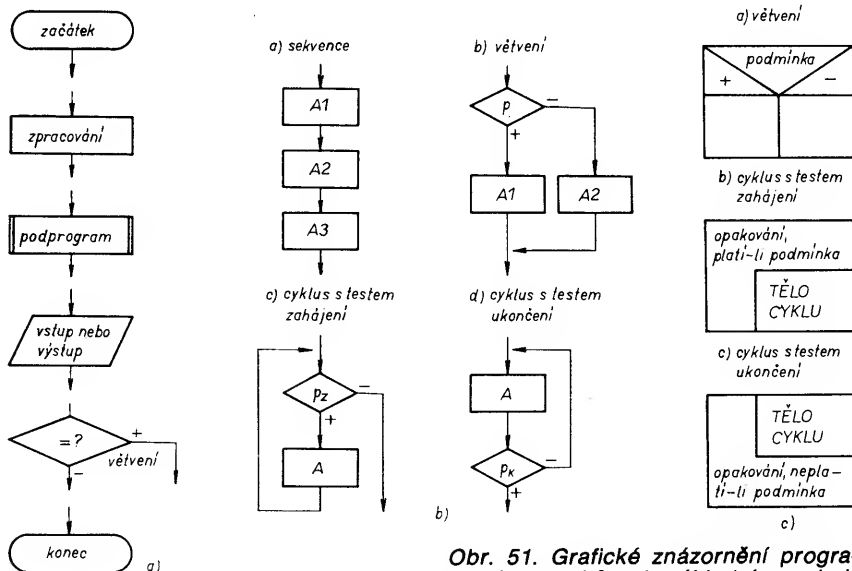 začátek
zpracování
podprogram
vstup nebo
výstup
=?
+
větvení
−
konec
a)
a) sekvence
A1
A2
A3
b) větvení
p
−
+
A1
A2
c) cyklus s testem
zahájení
pz
−
+
A
d) cyklus s testem
ukončení
A
pκ
−
+
b)
a) větvení
podmínka
+
−
b) cyklus s testem
zahájení
opakování,
platí-li podmínka
TĚLO
CYKLU
c) cyklus s testem
ukončení
TĚLO
CYKLU
opakování, nepla-
tí-li podmínka
c)
Obr. 51. Grafické znázornění progra-